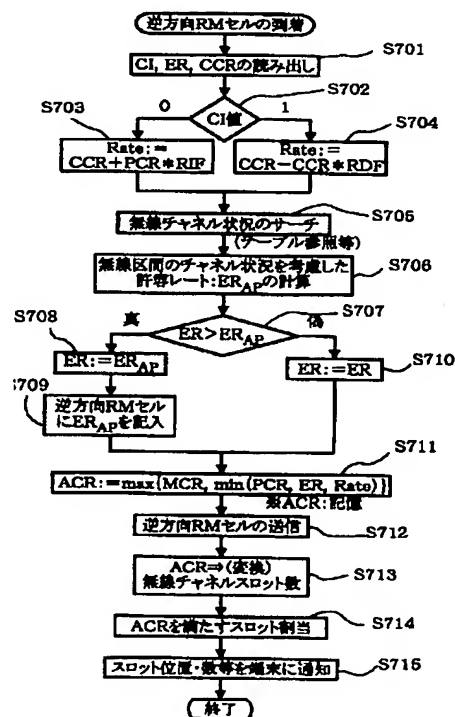 逆方向RMセルの到着
S701
CI, ER, CCRの読み出し
S702
CI値
0
1
S703
Rate:=
CCR+PCR*RIF
S704
Rate:=
CCR−CCR*RDF
S705
無線チャネル状況のサーチ
(テーブル参照等)
S706
無線区間のチャネル状況を考慮した
許容レート:ERAPの計算
S707
ER>ERAP
真
偽
S708
ER:=ERAP
S709
逆方向RMセル
にERAPを記入
S710
ER:=ER
S711
ACR:=max{MCR, min(PCR, ER, Rate)}
ACR:記憶
S712
逆方向RMセルの送信
S713
ACR⇒(変換)
無線チャネルスロット数
S714
ACRを満たすスロット割当
S715
スロット位置・数等を端末に通知
終了